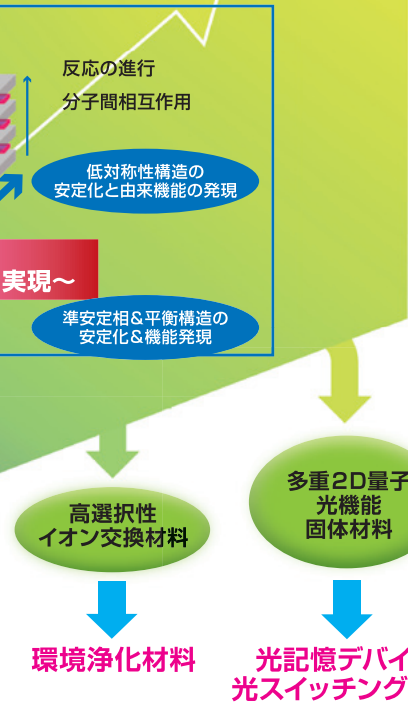 反応の進行
分子間相互作用
低対称性構造の
安定化と由来機能の発現
実現～
準安定相&平衡構造の
安定化&機能発現
高選択性
イオン交換材料
多重2D量子
光機能
固体材料
環境浄化材料
光記憶デバイ
光スイッチング